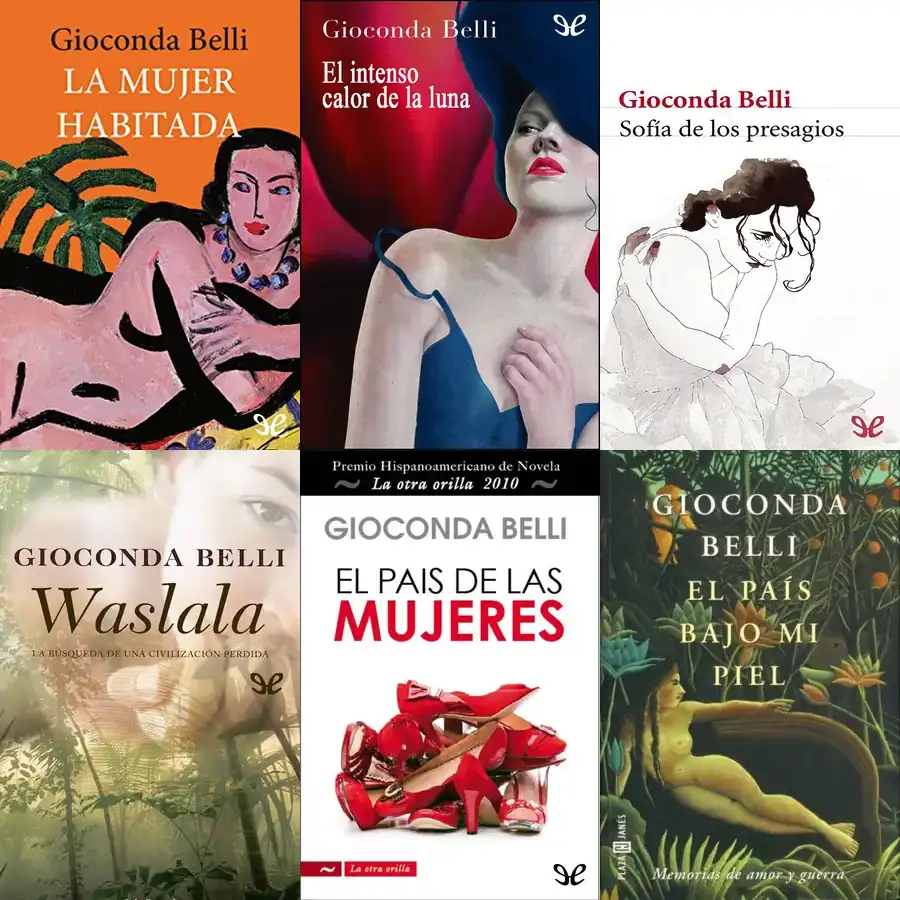 Gioconda Belli
LA MUJER
HABITADA
Gioconda Belli
El intenso
calor de la luna
Gioconda Belli
Sofía de los presagios
GIOCONDA BELLI
Waslala
LA BÚSQUEDA DE UNA CIVILIZACIÓN PERDIDA
Premio Hispanoamericano de Novela
La otra orilla 2010
GIOCONDA BELLI
EL PAIS DE LAS
MUJERES
La otra orilla
GIOCONDA
BELLI
EL PAÍS
BAJO MI
PIEL
PLAZA JANÉS
Memorias de amor y guerra